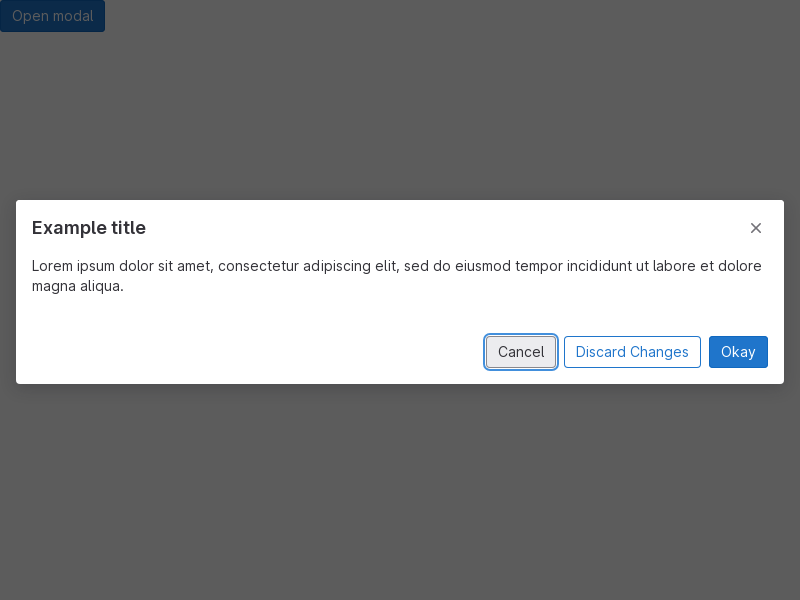 Open modal
Example title
Lorem ipsum dolor sit amet, consectetur adipiscing elit, sed do eiusmod tempor incididunt ut labore et dolore
magna aliqua.
Cancel Discard Changes Okay